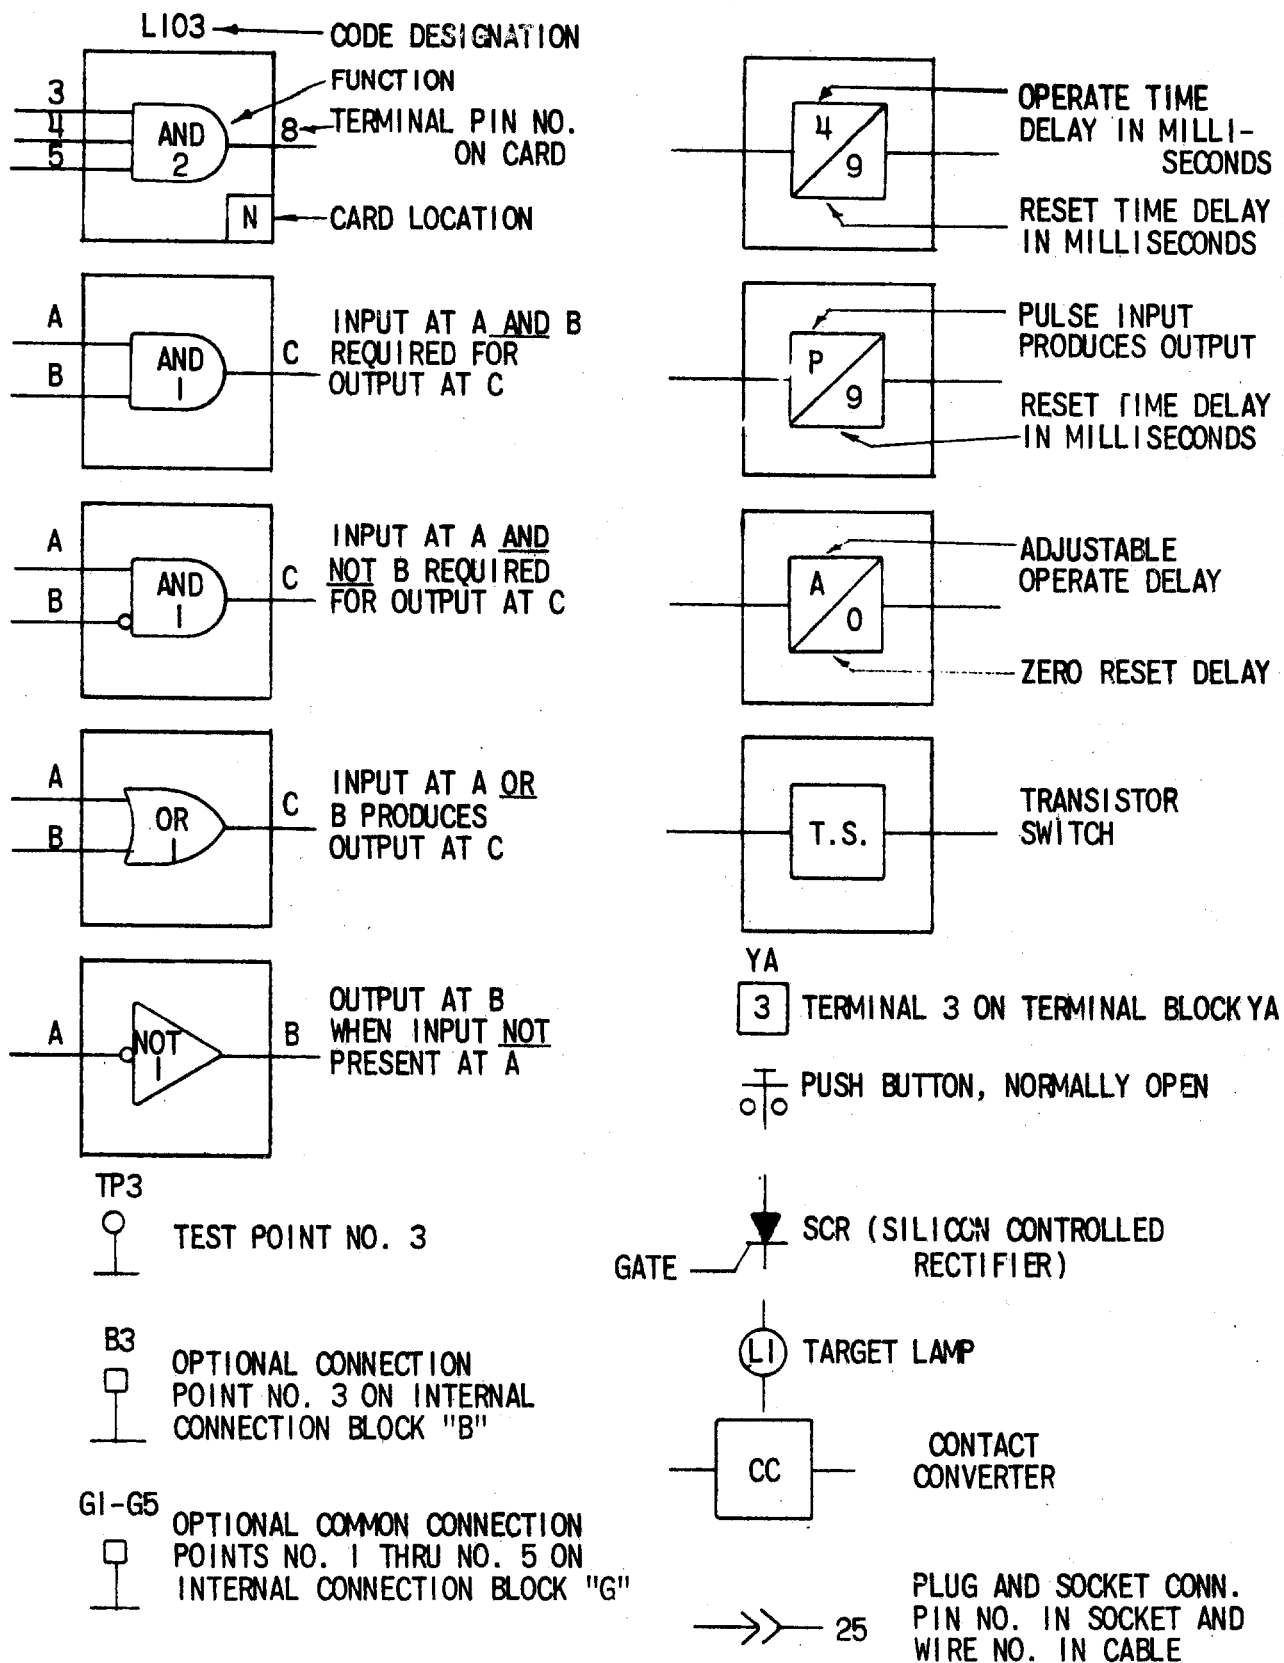 L103
CODE DESIGNATION
FUNCTION
3
4
5
AND
2
8
TERMINAL PIN NO.
ON CARD
N
CARD LOCATION
A
B
AND
1
C
INPUT AT A AND B
REQUIRED FOR
OUTPUT AT C
A
B
AND
1
C
INPUT AT A AND
NOT B REQUIRED
FOR OUTPUT AT C
A
B
OR
1
C
INPUT AT A OR
B PRODUCES
OUTPUT AT C
A
NOT
1
B
OUTPUT AT B
WHEN INPUT NOT
PRESENT AT A
TP3
TEST POINT NO. 3
B3
OPTIONAL CONNECTION
POINT NO. 3 ON INTERNAL
CONNECTION BLOCK "B"
G1-G5
OPTIONAL COMMON CONNECTION
POINTS NO. 1 THRU NO. 5 ON
INTERNAL CONNECTION BLOCK "G"
4
9
OPERATE TIME
DELAY IN MILLI-
SECONDS
RESET TIME DELAY
IN MILLISECONDS
P
9
PULSE INPUT
PRODUCES OUTPUT
RESET TIME DELAY
IN MILLISECONDS
A
0
ADJUSTABLE
OPERATE DELAY
ZERO RESET DELAY
T.S.
TRANSISTOR
SWITCH
YA
3
TERMINAL 3 ON TERMINAL BLOCK YA
PUSH BUTTON, NORMALLY OPEN
GATE
SCR (SILICON CONTROLLED
RECTIFIER)
L1
TARGET LAMP
CC
CONTACT
CONVERTER
25
PLUG AND SOCKET CONN.
PIN NO. IN SOCKET AND
WIRE NO. IN CABLE